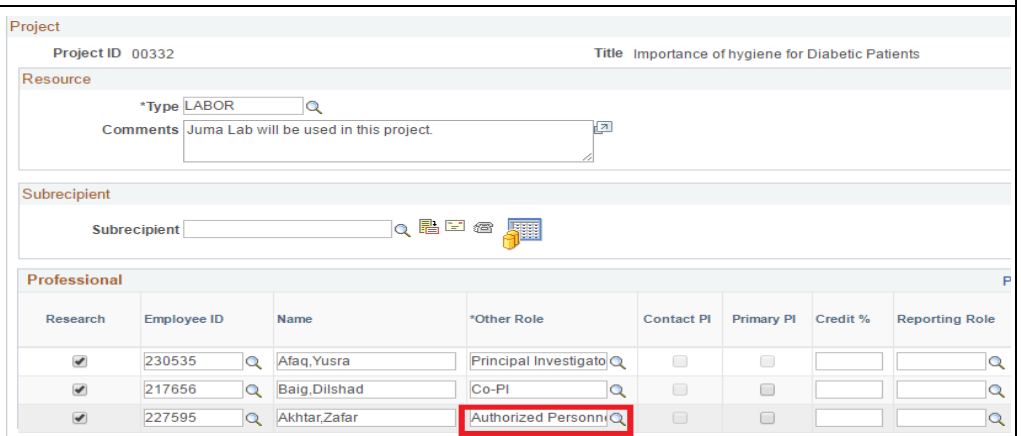 Project
Project ID 00332 Title Importance of hygiene for Diabetic Patients
Resource
*Type LABOR
Comments Juma Lab will be used in this project.
Subrecipient
Subrecipient
Professional P
Research Employee ID Name *Other Role Contact PI Primary PI Credit % Reporting Role
230535 Afaq,Yusra Principal Investigato
217656 Baig,Dilshad Co-PI
227595 Akhtar,Zafar Authorized Personn